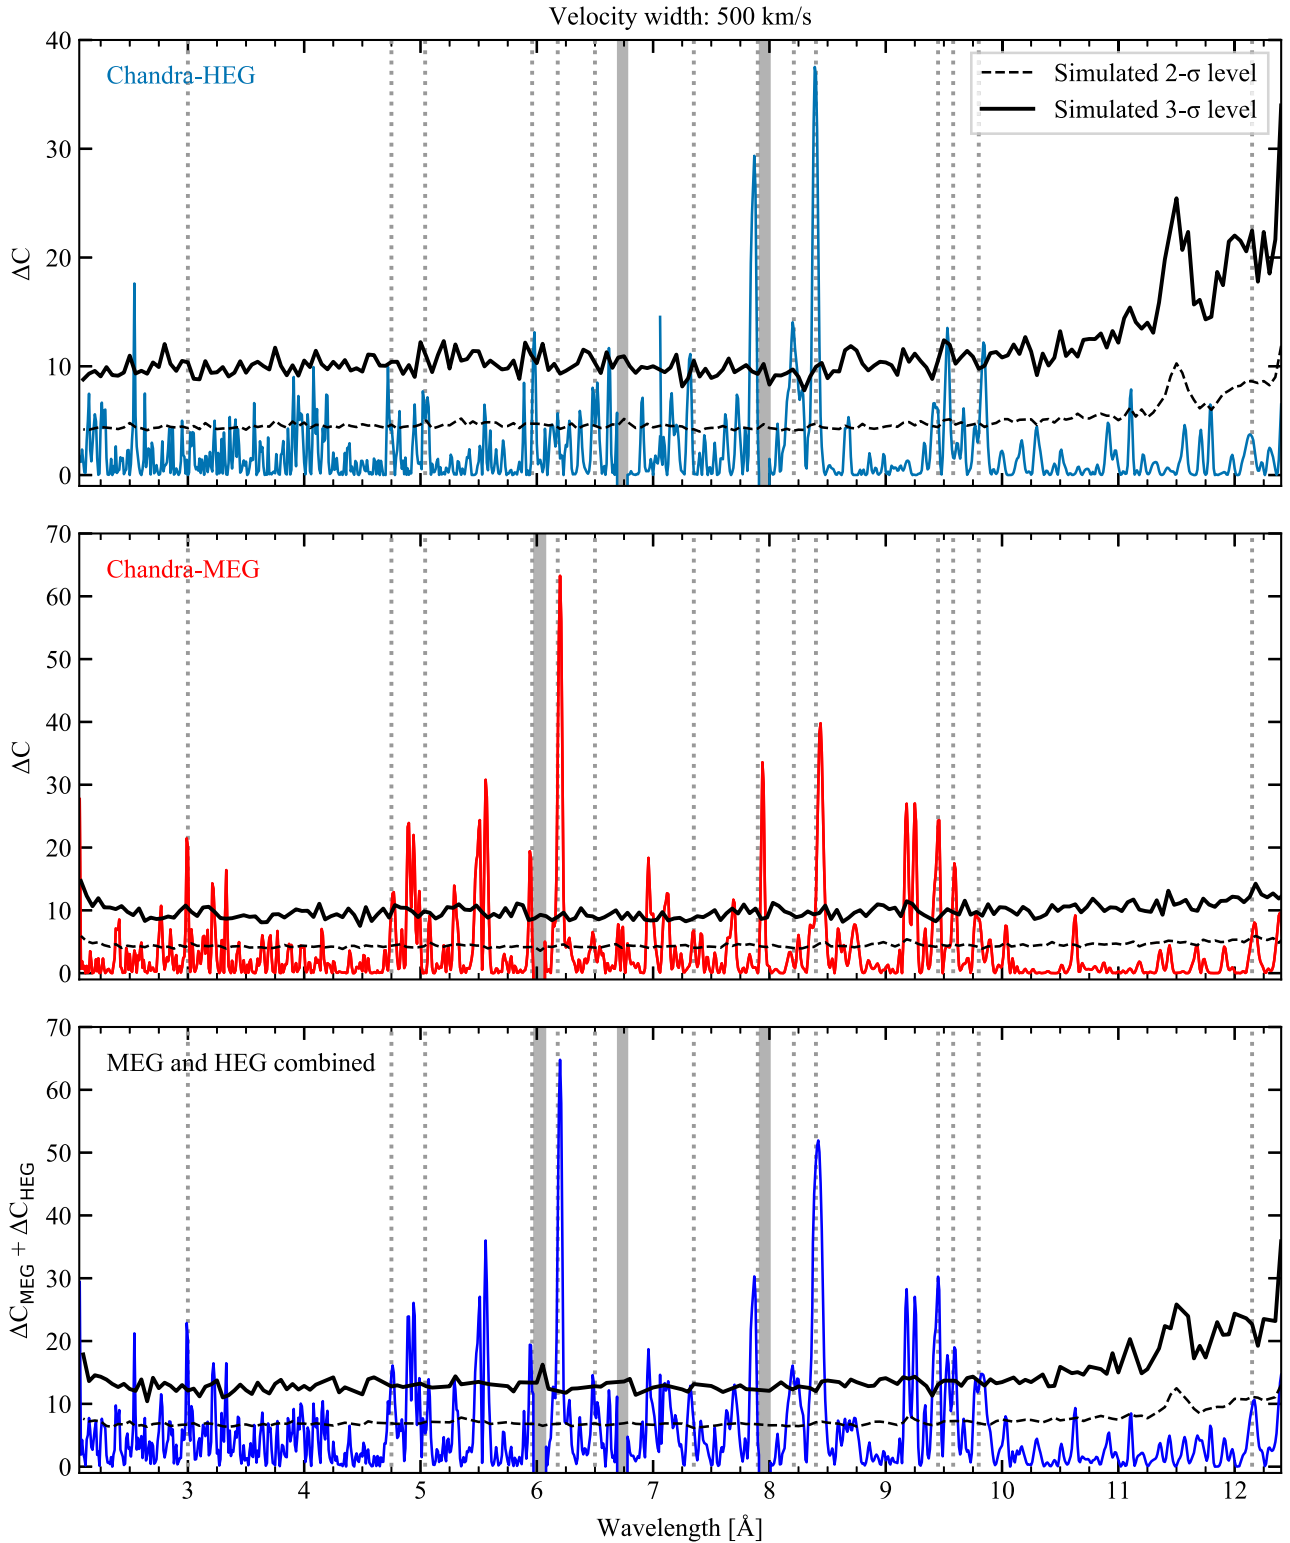 Velocity width: 500 km/s
40
30
20
10
0
ΔC
Chandra-HEG
Simulated 2-σ level
Simulated 3-σ level
70
60
50
40
30
20
10
0
ΔC
Chandra-MEG
70
60
50
40
30
20
10
0
ΔC_MEG + ΔC_HEG
MEG and HEG combined
3 4 5 6 7 8 9 10 11 12
Wavelength [Å]